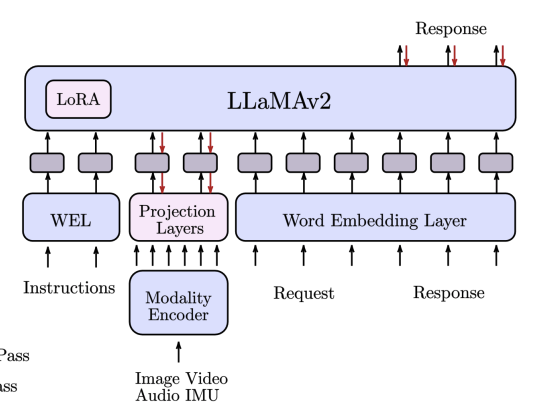 Response
LoRA
LLaMAv2
WEL
Projection
Layers
Word Embedding Layer
Instructions
Modality
Encoder
Request
Response
Pass
Image Video
Audio IMU